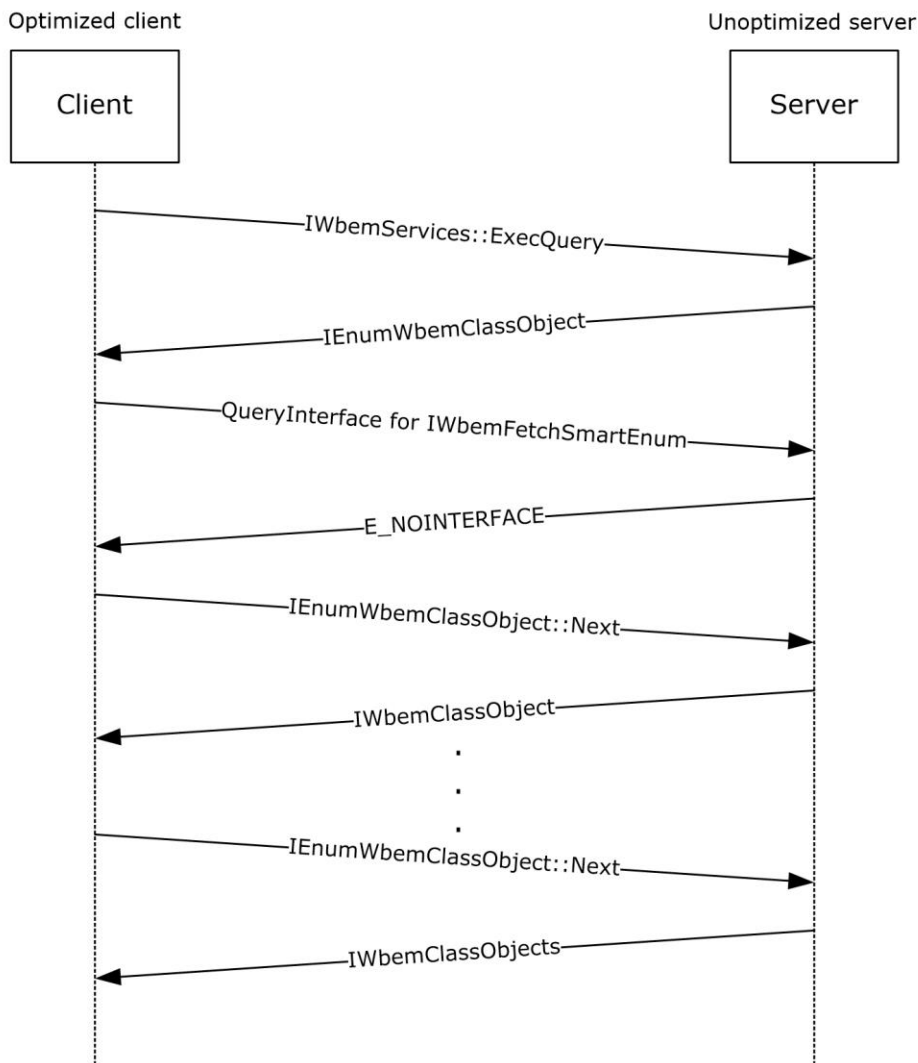 Optimized client
Unoptimized server
Client
Server
IWbemServices::ExecQuery
IEnumWbemClassObject
QueryInterface for IWbemFetchSmartEnum
E_NOINTERFACE
IEnumWbemClassObject::Next
IWbemClassObject
.
.
.
IEnumWbemClassObject::Next
IWbemClassObjects